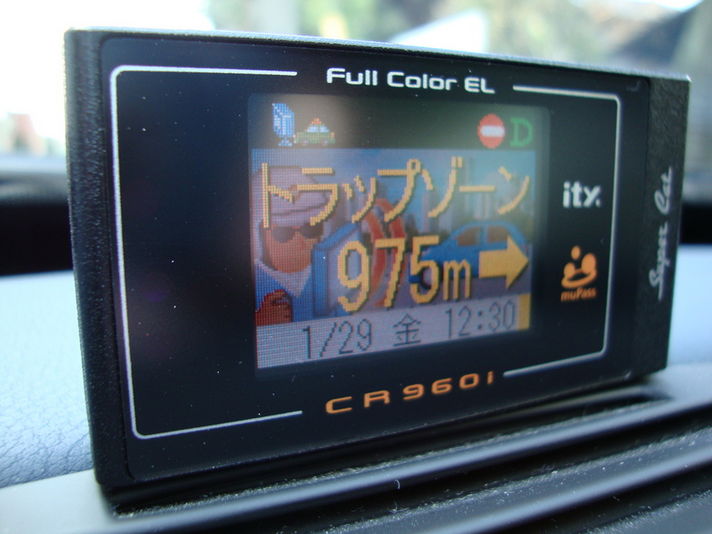 Full Color EL
D
トラップゾーン
975m
1/29 金 12:30
ity.
muPass
Super Cat
CR960i